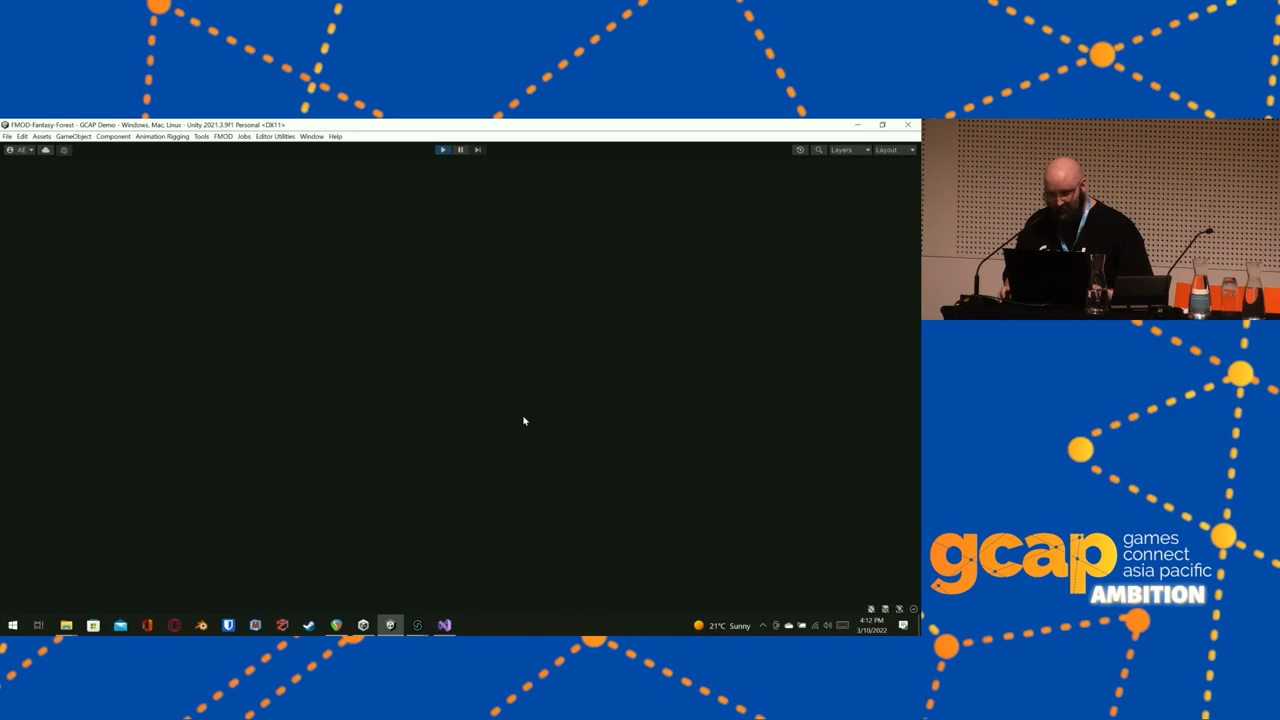 FMOD-Fantasy-Forest - GCAP Demo - Windows, Mac, Linux - Unity 2021.3.9f1 Personal <DX11>
File Edit Assets GameObject Component Animation Rigging Tools FMOD Jobs Editor Utilities Window Help
AE Layers Layout
21°C Sunny
4:12 PM
3/10/2022
gcap
games
connect
asia pacific
AMBITION